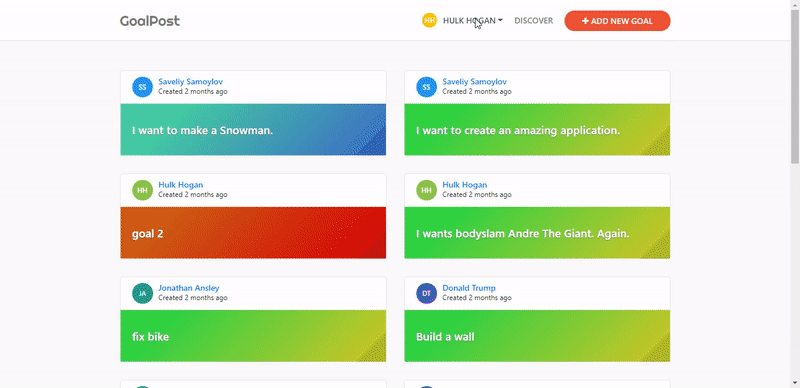 GoalPost
HH HULK HOGAN DISCOVER + ADD NEW GOAL
SS Saveliy Samoylov
Created 2 months ago
I want to make a Snowman.
SS Saveliy Samoylov
Created 2 months ago
I want to create an amazing application.
HH Hulk Hogan
Created 2 months ago
goal 2
HH Hulk Hogan
Created 2 months ago
I wants bodyslam Andre The Giant. Again.
JA Jonathan Ansley
Created 2 months ago
fix bike
DT Donald Trump
Created 2 months ago
Build a wall